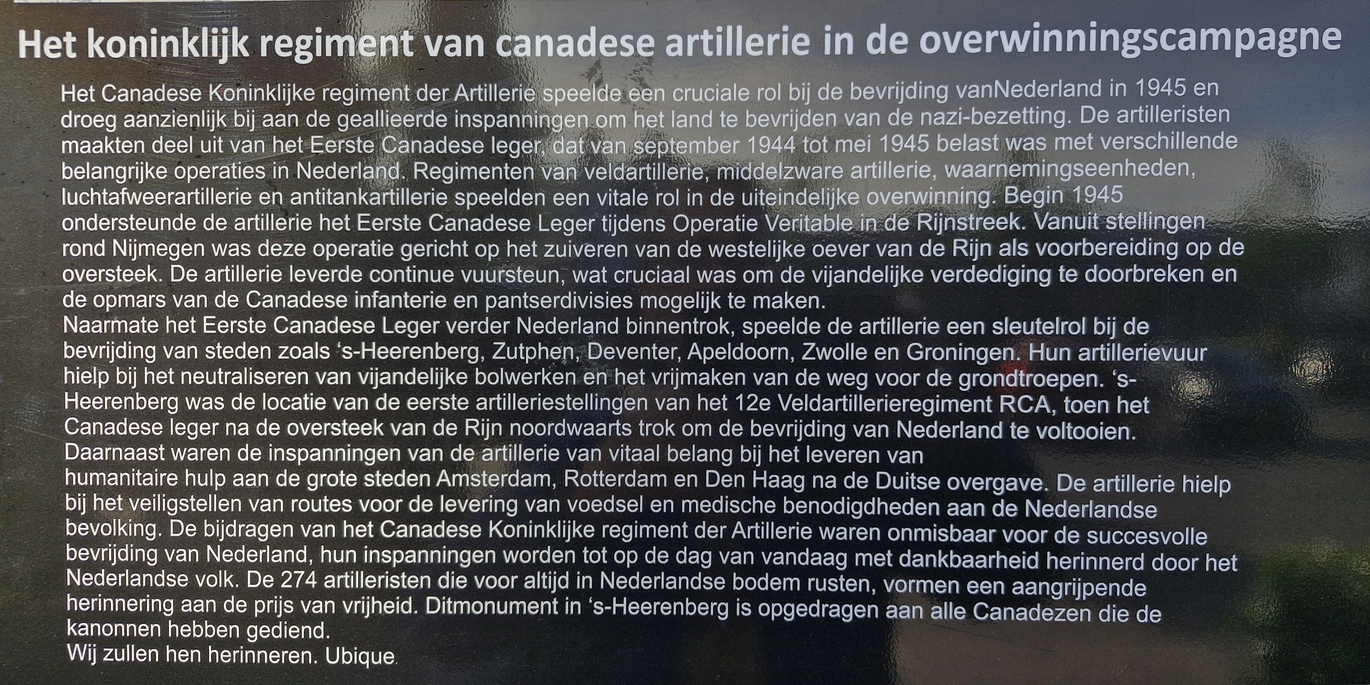 Het koninklijk regiment van canadese artillerie in de overwinningscampagne
Het Canadese Koninklijke regiment der Artillerie speelde een cruciale rol bij de bevrijding vanNederland in 1945 en
droeg aanzienlijk bij aan de geallieerde inspanningen om het land te bevrijden van de nazi-bezetting. De artilleristen
maakten deel uit van het Eerste Canadese leger, dat van september 1944 tot mei 1945 belast was met verschillende
belangrijke operaties in Nederland. Regimenten van veldartillerie, middelzware artillerie, waarnemingseenheden,
luchtafweerartillerie en antitankartillerie speelden een vitale rol in de uiteindelijke overwinning. Begin 1945
ondersteunde de artillerie het Eerste Canadese Leger tijdens Operatie Veritable in de Rijnstreek. Vanuit stellingen
rond Nijmegen was deze operatie gericht op het zuiveren van de westelijke oever van de Rijn als voorbereiding op de
oversteek. De artillerie leverde continue vuursteun, wat cruciaal was om de vijandelijke verdediging te doorbreken en
de opmars van de Canadese infanterie en pantserdivisies mogelijk te maken.
Naarmate het Eerste Canadese Leger verder Nederland binnentrok, speelde de artillerie een sleutelrol bij de
bevrijding van steden zoals ‘s-Heerenberg, Zutphen, Deventer, Apeldoorn, Zwolle en Groningen. Hun artillerievuur
hielp bij het neutraliseren van vijandelijke bolwerken en het vrijmaken van de weg voor de grondtroepen. ‘s-
Heerenberg was de locatie van de eerste artilleriestellingen van het 12e Veldartillerieregiment RCA, toen het
Canadese leger na de oversteek van de Rijn noordwaarts trok om de bevrijding van Nederland te voltooien.
Daarnaast waren de inspanningen van de artillerie van vitaal belang bij het leveren van
humanitaire hulp aan de grote steden Amsterdam, Rotterdam en Den Haag na de Duitse overgave. De artillerie hielp
bij het veiligstellen van routes voor de levering van voedsel en medische benodigdheden aan de Nederlandse
bevolking. De bijdragen van het Canadese Koninklijke regiment der Artillerie waren onmisbaar voor de succesvolle
bevrijding van Nederland, hun inspanningen worden tot op de dag van vandaag met dankbaarheid herinnerd door het
Nederlandse volk. De 274 artilleristen die voor altijd in Nederlandse bodem rusten, vormen een aangrijpende
herinnering aan de prijs van vrijheid. Ditmonument in ‘s-Heerenberg is opgedragen aan alle Canadezen die de
kanonnen hebben gediend.
Wij zullen hen herinneren. Ubique.